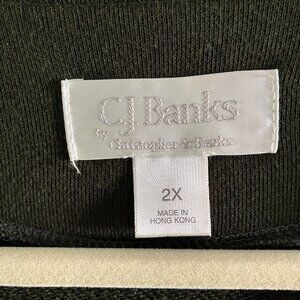 CJ Banks
by
Christopher & Banks
2X
MADE IN
HONG KONG